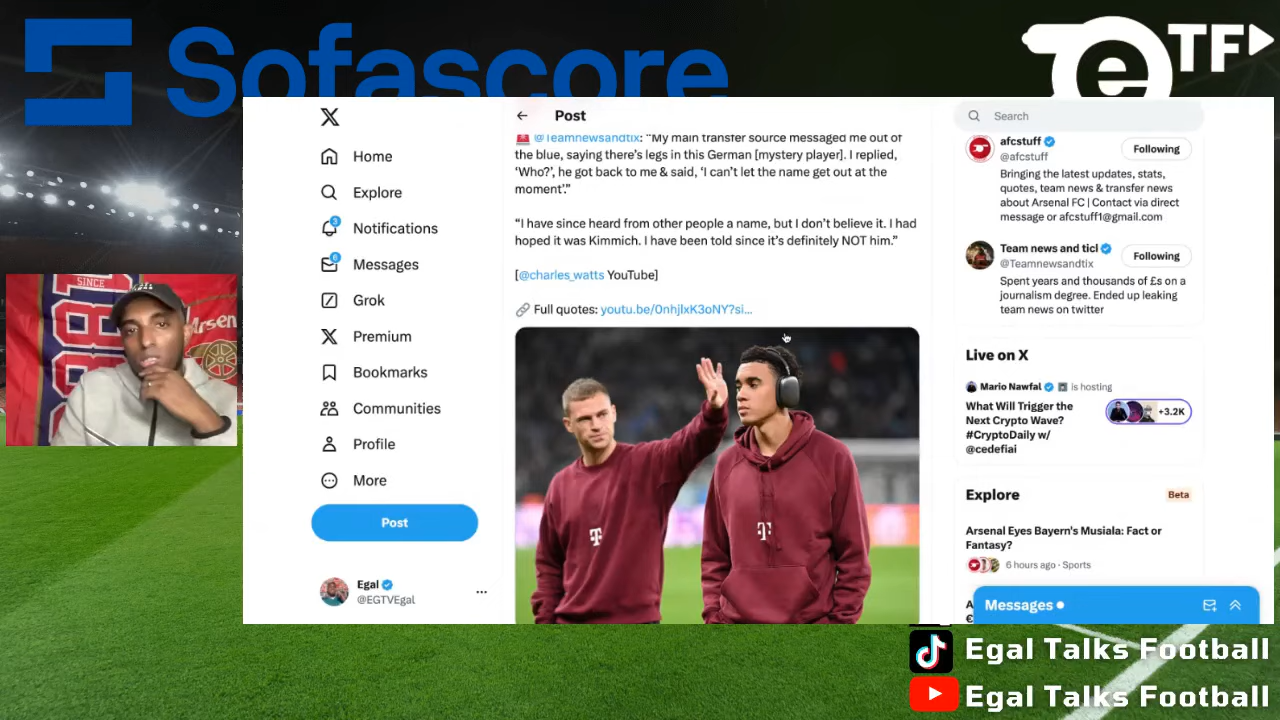 Sofascore
e TF
X
Home
Explore
3
Notifications
6
Messages
Grok
Premium
Bookmarks
Communities
Profile
More
Post
Egal
@EGTVEgal
Post
@Teamnewsandtix: “My main transfer source messaged me out of
the blue, saying there’s legs in this German [mystery player]. I replied,
‘Who?’, he got back to me & said, ‘I can’t let the name get out at the
moment’.”
“I have since heard from other people a name, but I don’t believe it. I had
hoped it was Kimmich. I have been told since it’s definitely NOT him.”
[@charles_watts YouTube]
Full quotes: youtu.be/0nhjlxK3oNY?si...
T
T
Search
afcstuff
@afcstuff
Following
Bringing the latest updates, stats,
quotes, team news & transfer news
about Arsenal FC | Contact via direct
message or afcstuff1@gmail.com
Team news and ticl
@Teamnewsandtix
Following
Spent years and thousands of £s on a
journalism degree. Ended up leaking
team news on twitter
Live on X
Mario Nawfal is hosting
What Will Trigger the
Next Crypto Wave?
#CryptoDaily w/
@cedefiai
+3.2K
Explore
Beta
Arsenal Eyes Bayern's Musiala: Fact or
Fantasy?
6 hours ago · Sports
Messages
SINCE
Arsen
Egal Talks Football
Egal Talks Football